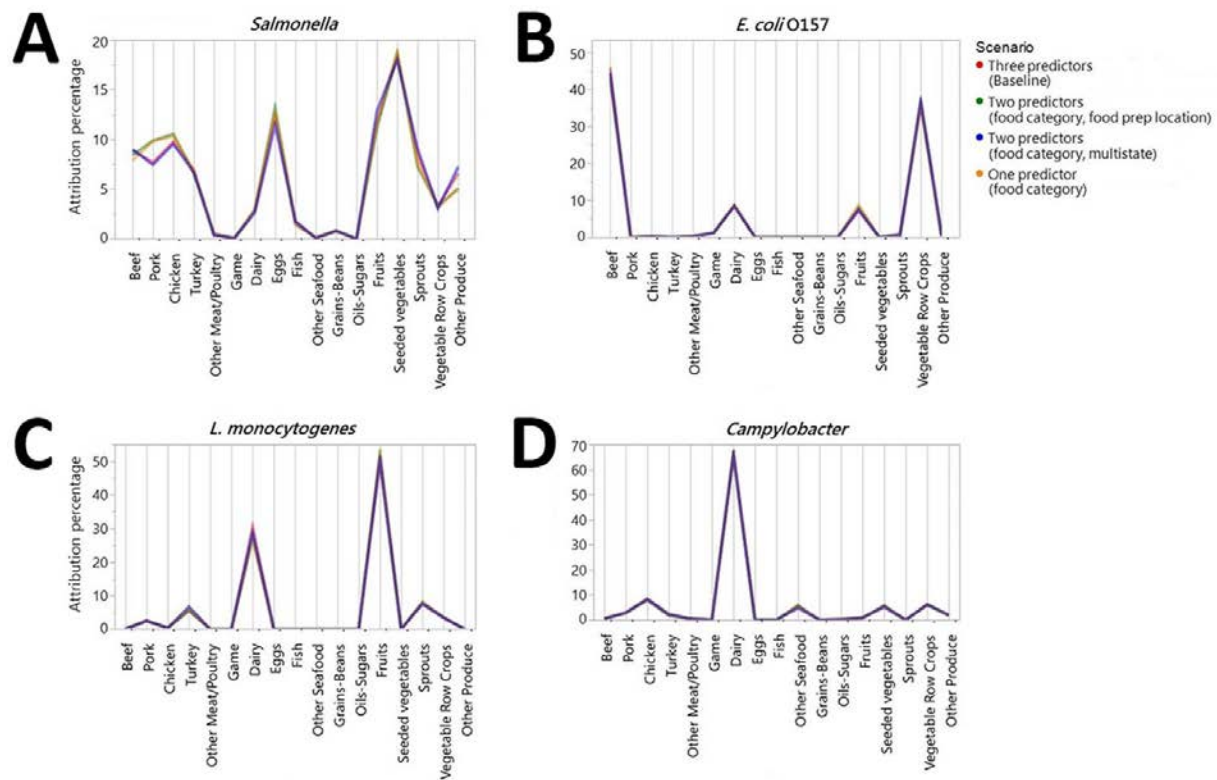 A
Salmonella
Attribution percentage
20
15
10
5
0
Beef
Pork
Chicken
Turkey
Other Meat/Poultry
Game
Dairy
Eggs
Fish
Other Seafood
Grains-Beans
Oils-Sugars
Fruits
Seeded vegetables
Sprouts
Vegetable Row Crops
Other Produce
B
E. coli O157
50
40
30
20
10
0
Beef
Pork
Chicken
Turkey
Other Meat/Poultry
Game
Dairy
Eggs
Fish
Other Seafood
Grains-Beans
Oils-Sugars
Fruits
Seeded vegetables
Sprouts
Vegetable Row Crops
Other Produce
Scenario
Three predictors
(Baseline)
Two predictors
(food category, food prep location)
Two predictors
(food category, multistate)
One predictor
(food category)
C
L. monocytogenes
Attribution percentage
50
40
30
20
10
0
Beef
Pork
Chicken
Turkey
Other Meat/Poultry
Game
Dairy
Eggs
Fish
Other Seafood
Grains-Beans
Oils-Sugars
Fruits
Seeded vegetables
Sprouts
Vegetable Row Crops
Other Produce
D
Campylobacter
70
60
50
40
30
20
10
0
Beef
Pork
Chicken
Turkey
Other Meat/Poultry
Game
Dairy
Eggs
Fish
Other Seafood
Grains-Beans
Oils-Sugars
Fruits
Seeded vegetables
Sprouts
Vegetable Row Crops
Other Produce